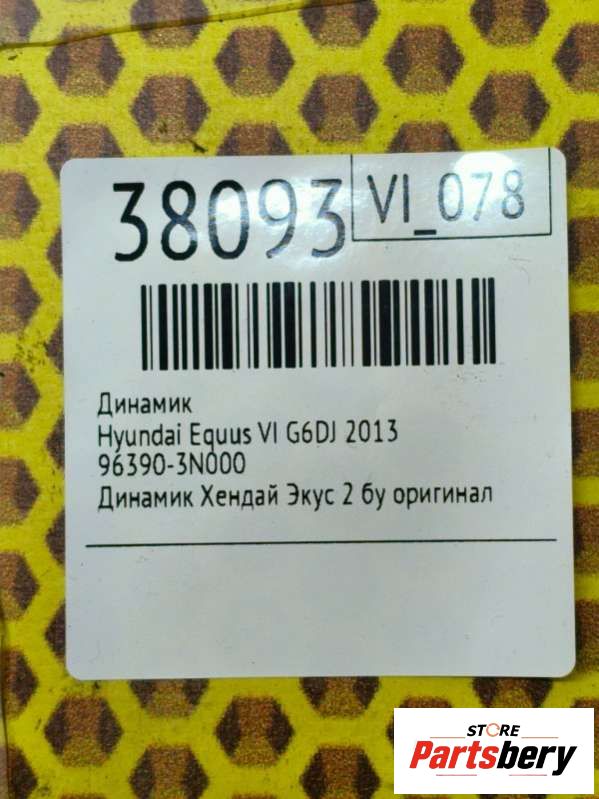 38093
VI_078
Динамик
Hyundai Equus VI G6DJ 2013
96390-3N000
Динамик Хендай Экус 2 бу оригинал
STORE
Partsbery